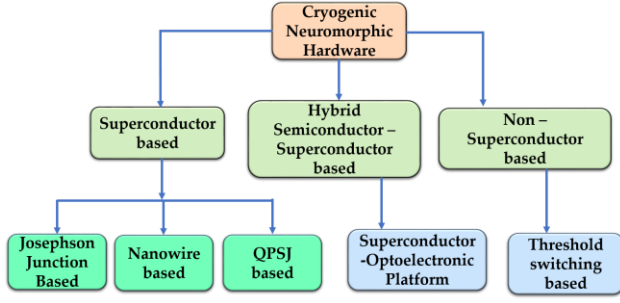 Cryogenic
Neuromorphic
Hardware
Superconductor
based
Hybrid
Semiconductor –
Superconductor
based
Non –
Superconductor
based
Josephson
Junction
Based
Nanowire
based
QPSJ
based
Superconductor
-Optoelectronic
Platform
Threshold
switching
based